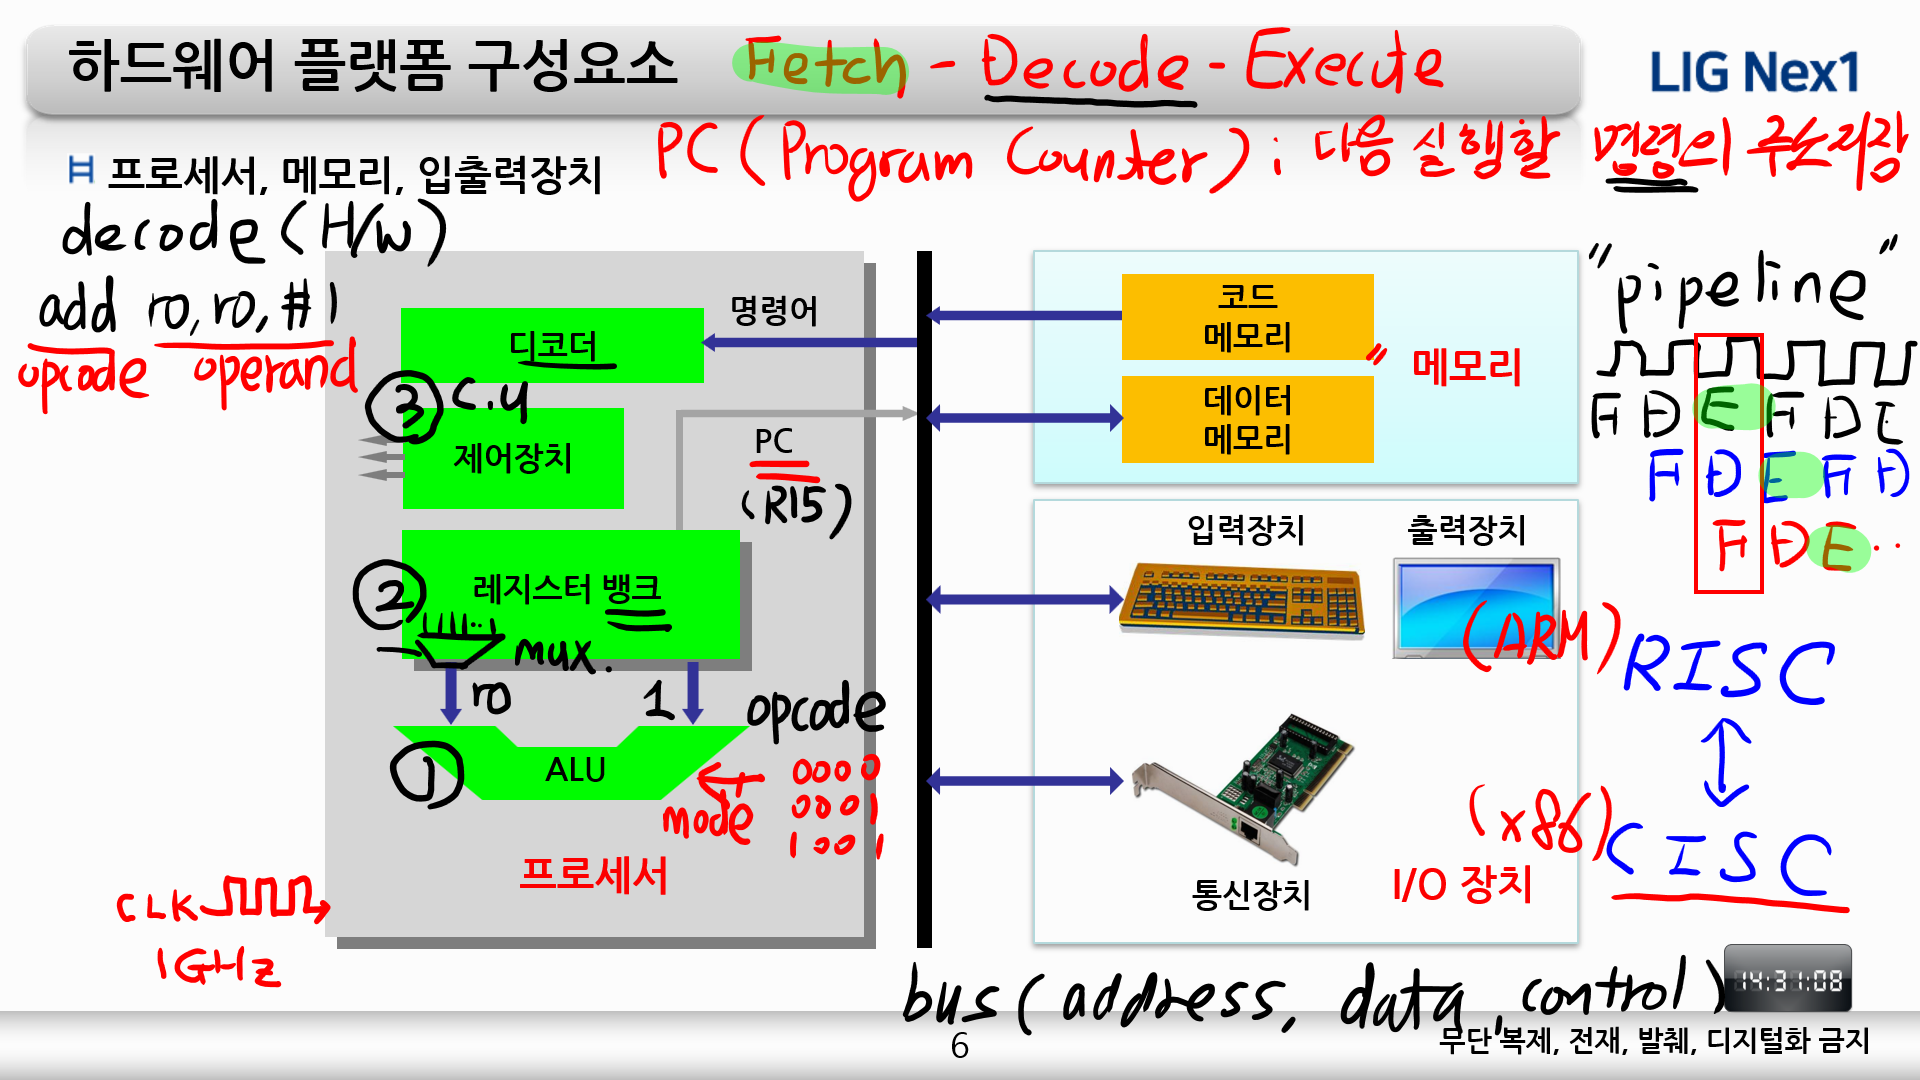 하드웨어 플랫폼 구성요소 Fetch - Decode - Execute
LIG Nex1
PC (Program Counter) ; 다음 실행할 명령의 주소저장
프로세서, 메모리, 입출력장치
decode (H/W)
add r0, r0, #1
opcode operand
디코더
명령어
③ C.U
제어장치
PC
(R15)
② 레지스터 뱅크
mux.
r0 1
① ALU
opcode
0000
0001
1001
mode
프로세서
CLK
1GHz
코드
메모리
데이터
메모리
" 메모리
입력장치 출력장치
통신장치
I/O 장치
"pipeline"
F D E F D E
F D E F D
F D E ..
(ARM) RISC
(x86) CISC
bus (address, data, control)
14:31:08
6
무단 복제, 전재, 발췌, 디지털화 금지